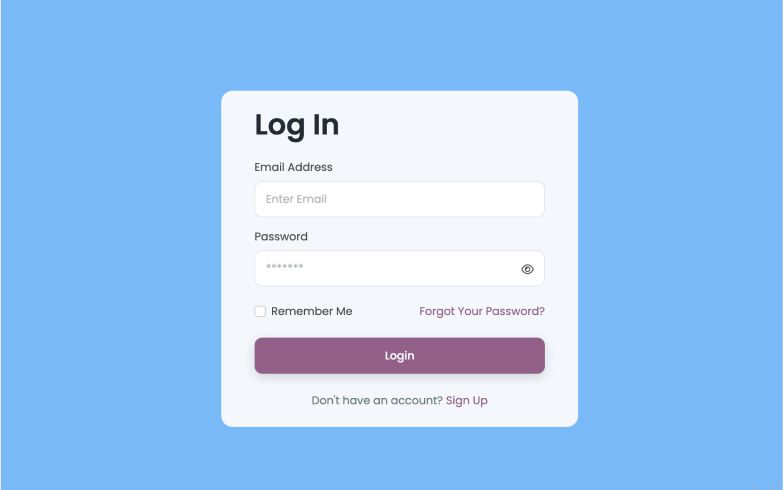 Log In
Email Address
Enter Email
Password
*******
Remember Me Forgot Your Password?
Login
Don't have an account? Sign Up